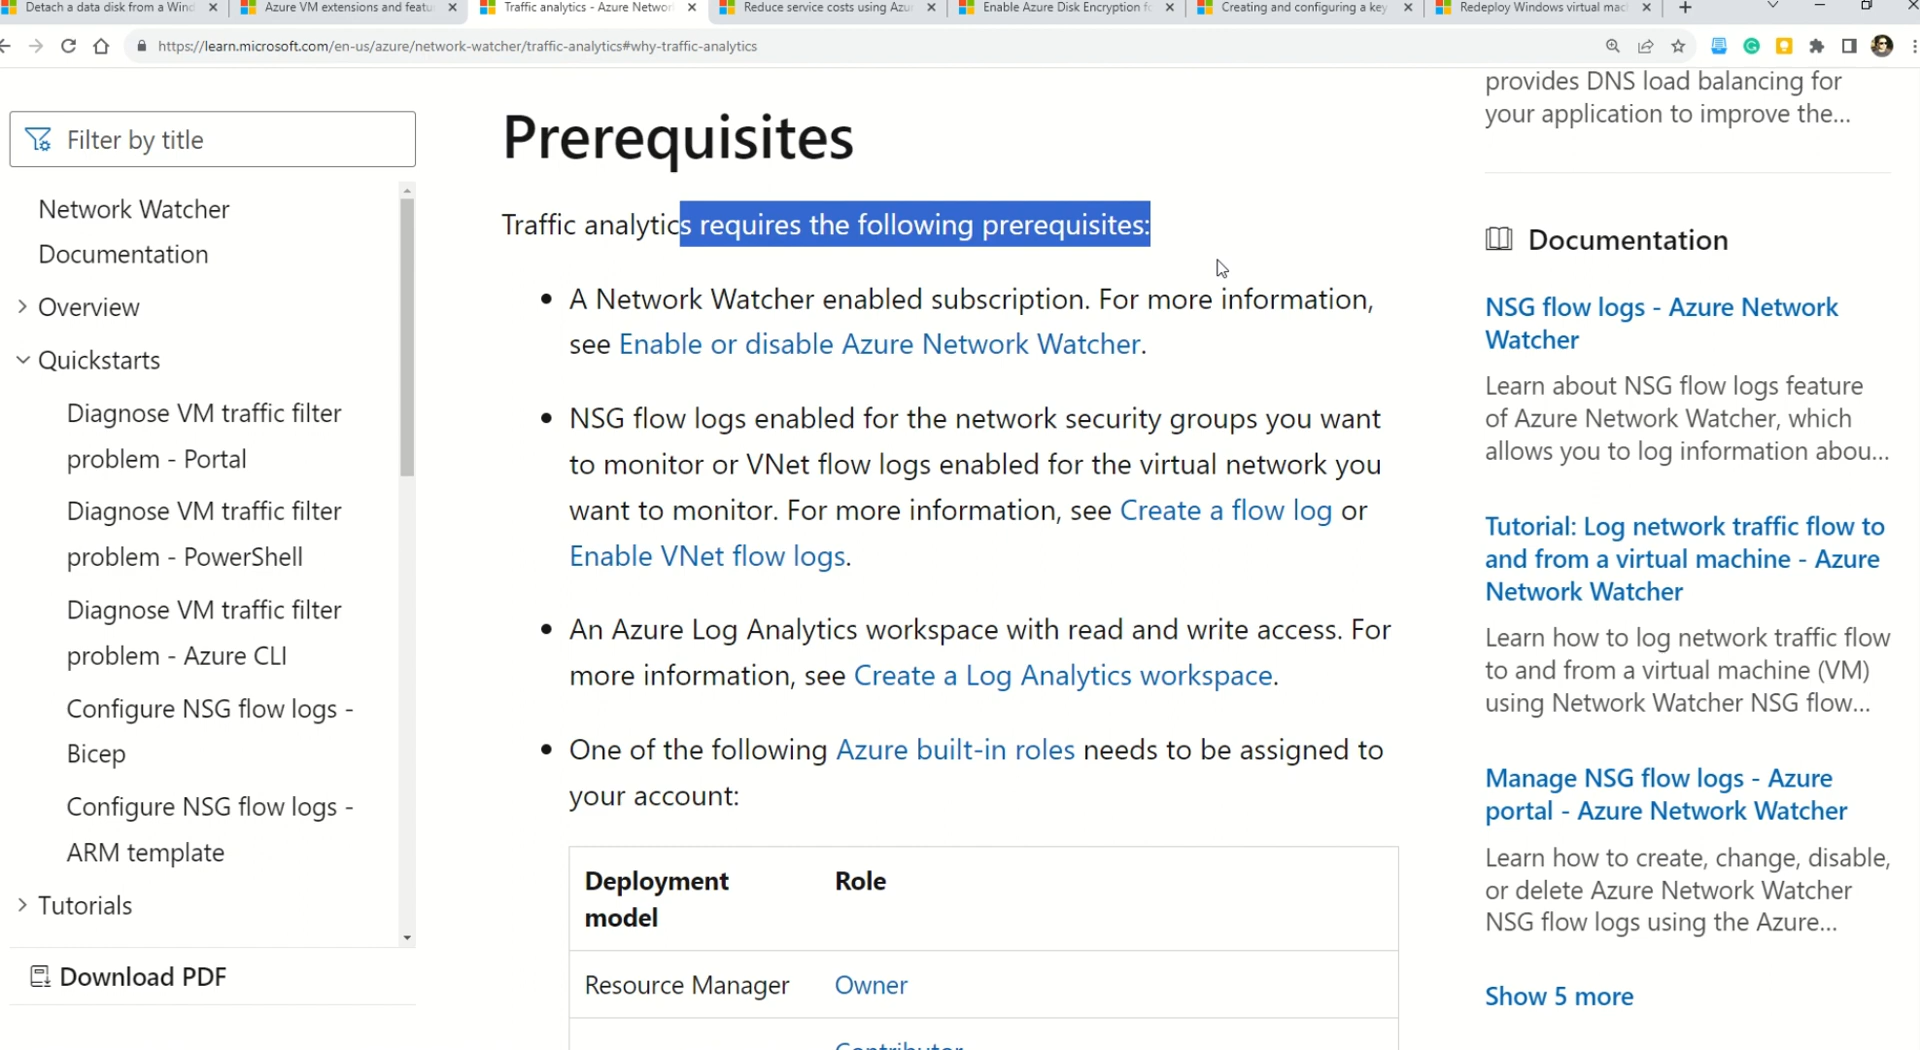 Detach a data disk from a Wind
Azure VM extensions and featu
Traffic analytics - Azure Networ
Reduce service costs using Azur
Enable Azure Disk Encryption fo
Creating and configuring a key
Redeploy Windows virtual mac
https://learn.microsoft.com/en-us/azure/network-watcher/traffic-analytics#why-traffic-analytics
Filter by title
Network Watcher
Documentation
Overview
Quickstarts
Diagnose VM traffic filter
problem - Portal
Diagnose VM traffic filter
problem - PowerShell
Diagnose VM traffic filter
problem - Azure CLI
Configure NSG flow logs -
Bicep
Configure NSG flow logs -
ARM template
Tutorials
Download PDF
Prerequisites
Traffic analytics requires the following prerequisites:
• A Network Watcher enabled subscription. For more information,
see Enable or disable Azure Network Watcher.
• NSG flow logs enabled for the network security groups you want
to monitor or VNet flow logs enabled for the virtual network you
want to monitor. For more information, see Create a flow log or
Enable VNet flow logs.
• An Azure Log Analytics workspace with read and write access. For
more information, see Create a Log Analytics workspace.
• One of the following Azure built-in roles needs to be assigned to
your account:
Deployment
model
Role
Resource Manager
Owner
Contributor
provides DNS load balancing for
your application to improve the...
Documentation
NSG flow logs - Azure Network
Watcher
Learn about NSG flow logs feature
of Azure Network Watcher, which
allows you to log information abou...
Tutorial: Log network traffic flow to
and from a virtual machine - Azure
Network Watcher
Learn how to log network traffic flow
to and from a virtual machine (VM)
using Network Watcher NSG flow...
Manage NSG flow logs - Azure
portal - Azure Network Watcher
Learn how to create, change, disable,
or delete Azure Network Watcher
NSG flow logs using the Azure...
Show 5 more